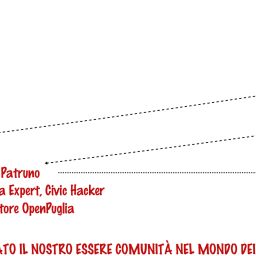 Patruno
a Expert, Civic Hacker
tore OpenPuglia
ATO IL NOSTRO ESSERE COMUNITÀ NEL MONDO DEI